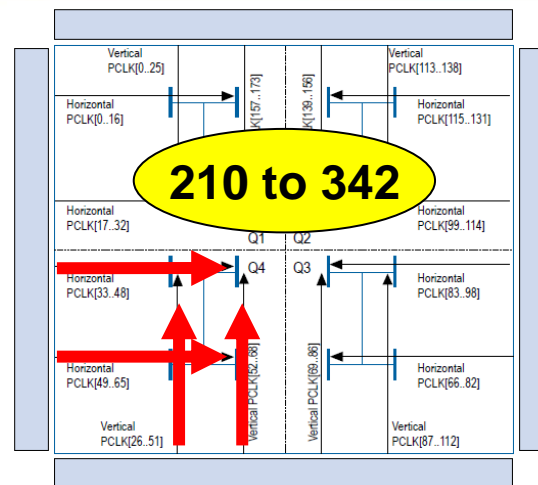 Vertical
PCLK[0..25]
Vertical
PCLK[113..138]
Horizontal
PCLK[0..16]
K[157..173]
PCLK[139..156]
Horizontal
PCLK[115..131]
210 to 342
Horizontal
PCLK[17..32]
Horizontal
PCLK[99..114]
Q1
Q2
Q4
Q3
Horizontal
PCLK[33..48]
Horizontal
PCLK[83..98]
Horizontal
PCLK[49..65]
Vertical PCLK[52..68]
Vertical PCLK[69..86]
Horizontal
PCLK[66..82]
Vertical
PCLK[26..51]
Vertical
PCLK[87..112]